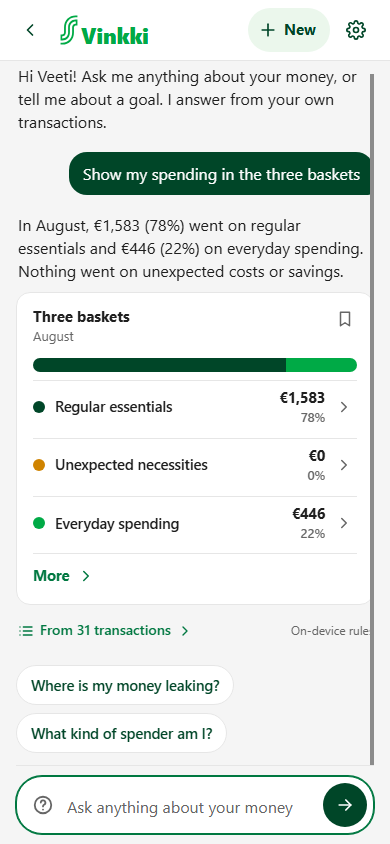 Vinkki
New
Hi Veeti! Ask me anything about your money, or
tell me about a goal. I answer from your own
transactions.
Show my spending in the three baskets
In August, €1,583 (78%) went on regular
essentials and €446 (22%) on everyday spending.
Nothing went on unexpected costs or savings.
Three baskets
August
Regular essentials
€1,583
78%
Unexpected necessities
€0
0%
Everyday spending
€446
22%
More
From 31 transactions
On-device rule
Where is my money leaking?
What kind of spender am I?
Ask anything about your money